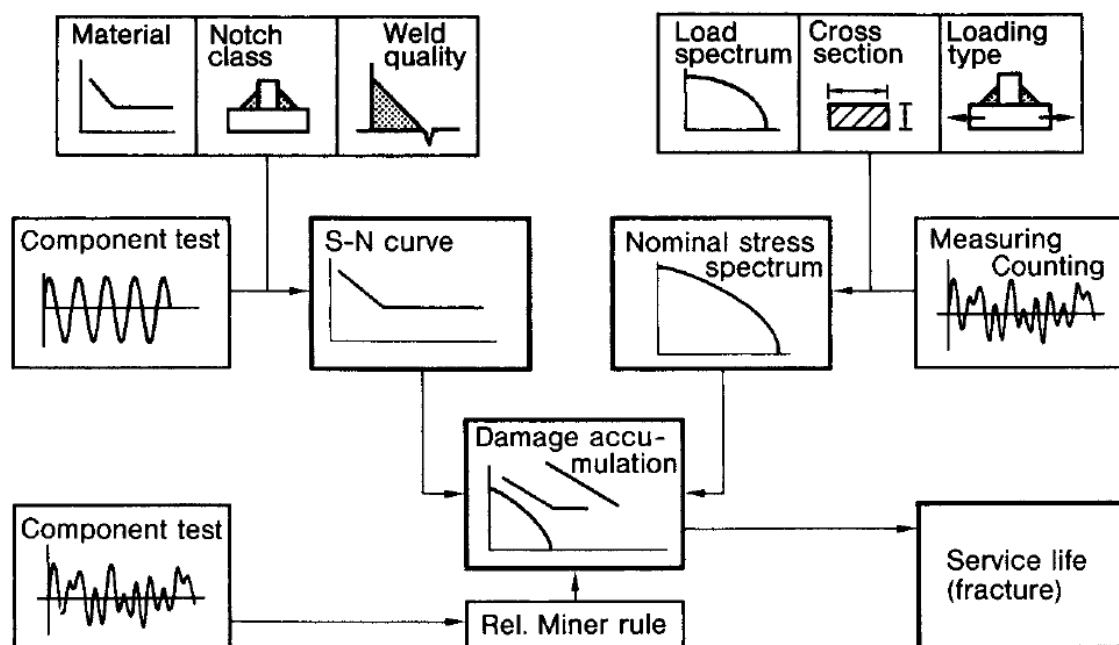 Material
Notch
class
Weld
quality
Load
spectrum
Cross
section
Loading
type
Component test
S-N curve
Nominal stress
spectrum
Measuring
Counting
Damage accu-
mulation
Component test
Rel. Miner rule
Service life
(fracture)